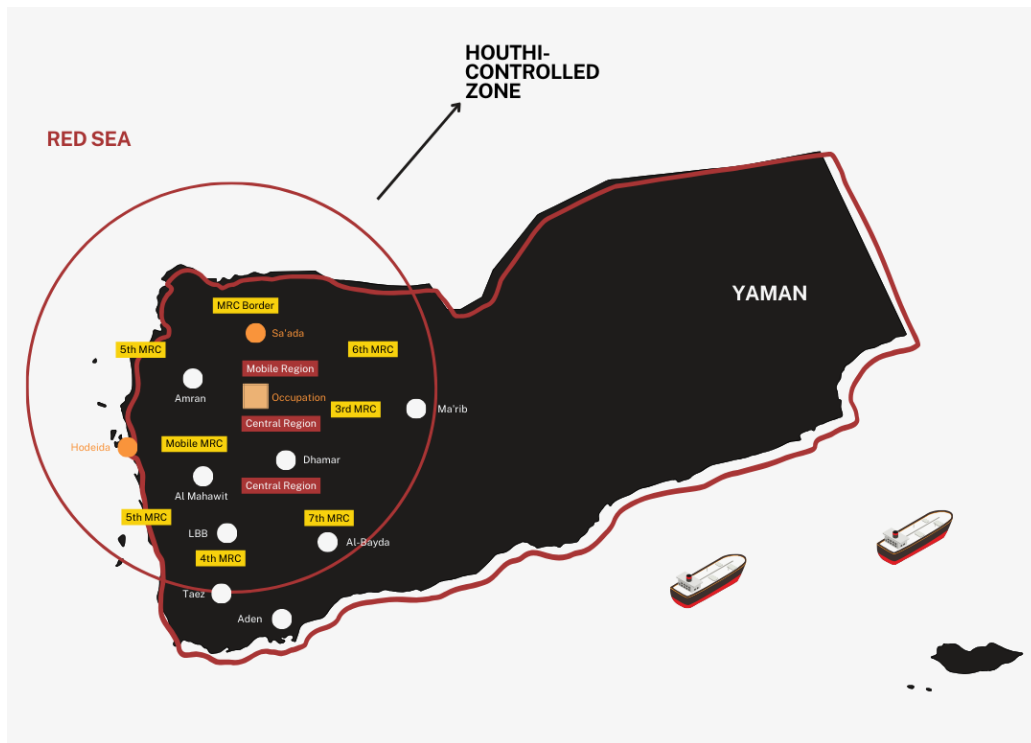 HOUTHI-
CONTROLLED
ZONE
RED SEA
YAMAN
MRC Border
Sa'ada
5th MRC
6th MRC
Mobile Region
Amran
Occupation
3rd MRC
Ma'rib
Central Region
Hodeida
Mobile MRC
Dhamar
Central Region
Al Mahawit
5th MRC
7th MRC
LBB
Al-Bayda
4th MRC
Taez
Aden